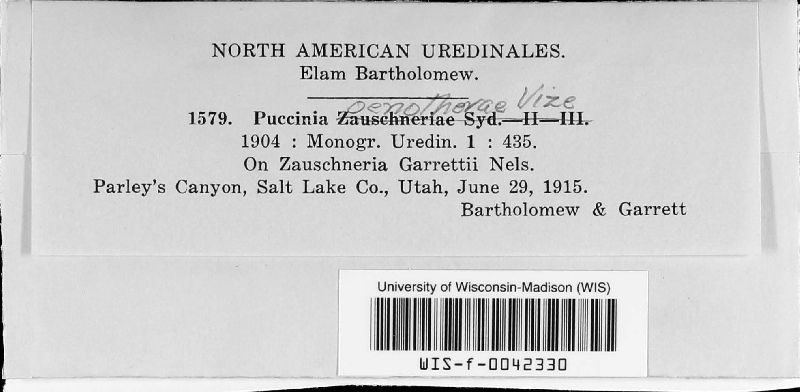 NORTH AMERICAN UREDINALES.
Elam Bartholomew.
oenotherae Vize
1579. Puccinia Zauschneriae Syd.—II—III.
1904 : Monogr. Uredin. 1 : 435.
On Zauschneria Garrettii Nels.
Parley's Canyon, Salt Lake Co., Utah, June 29, 1915.
Bartholomew & Garrett
University of Wisconsin-Madison (WIS)
WIS-f-0042330